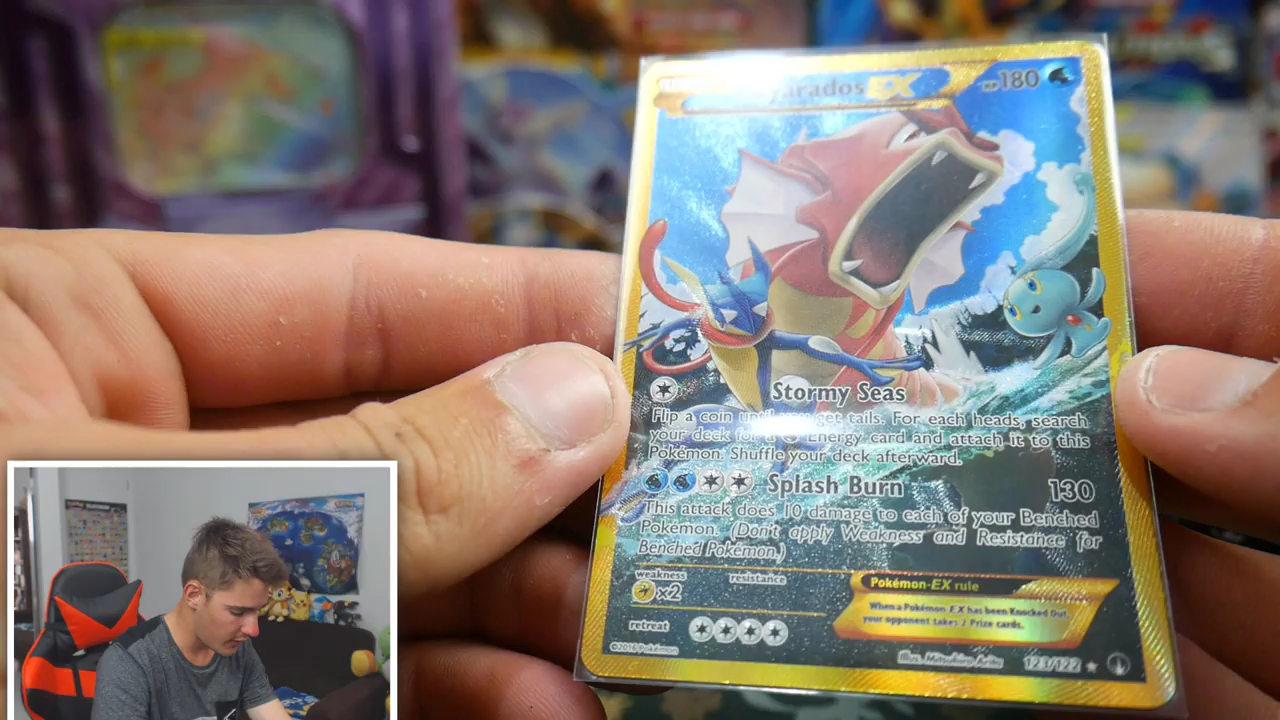 EX
HP180
Stormy Seas
Flip a coin until you get tails. For each heads, search
your deck for a Energy card and attach it to this
Pokémon. Shuffle your deck afterward.
Splash Burn 130
This attack does 10 damage to each of your Benched
Pokémon. (Don't apply Weakness and Resistance for
Benched Pokémon.)
weakness resistance
x2
Pokémon-EX rule
When a Pokémon-EX has been Knocked Out,
your opponent takes 2 Prize cards.
retreat
©2016 Pokémon
Illus. Mitsuhiro Arita
123/122